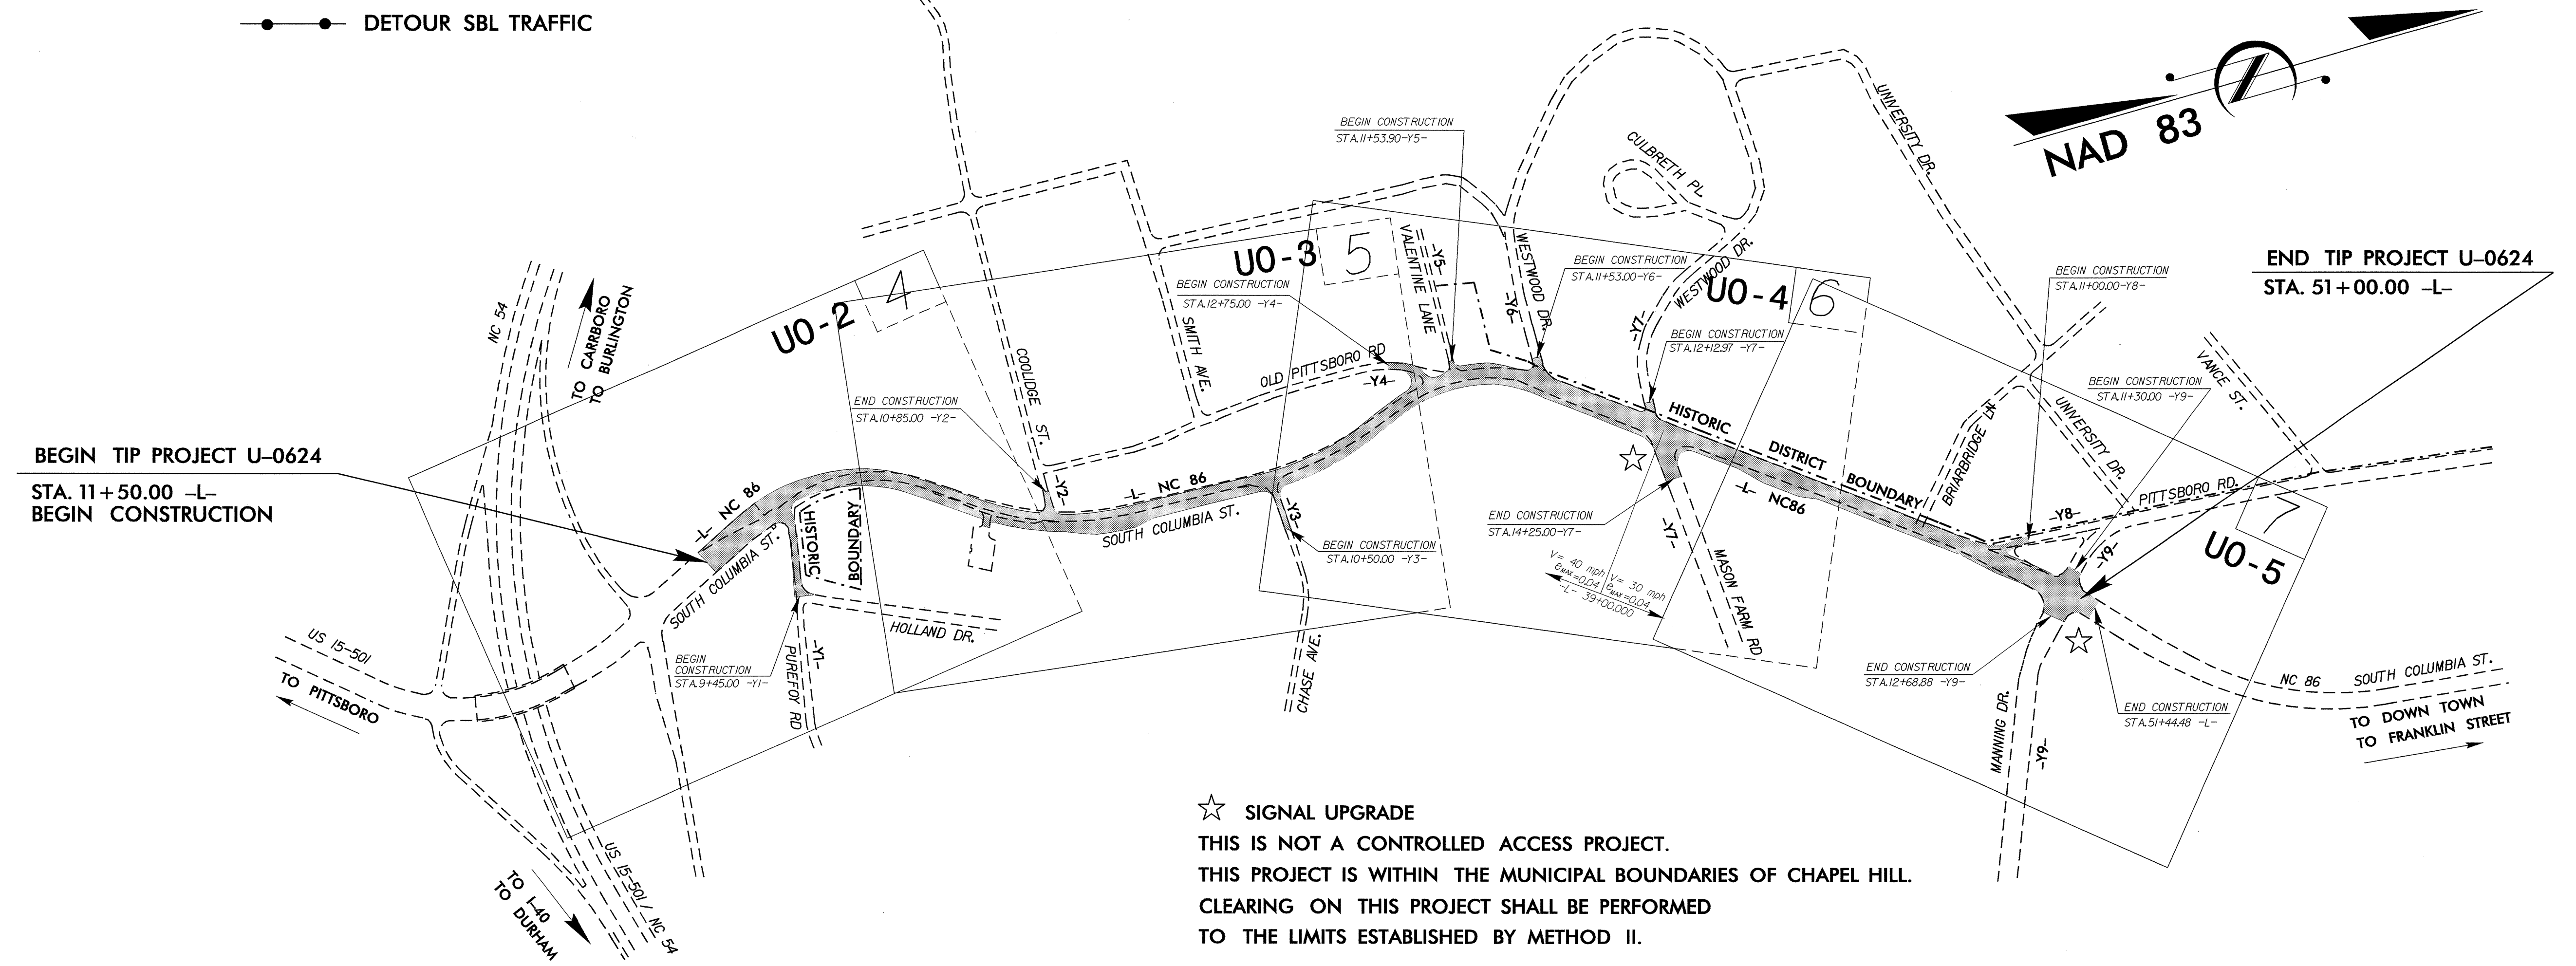 DETOUR SBL TRAFFIC
NAD 83
BEGIN CONSTRUCTION
STA.11+53.90-Y5-
UNIVERSITY DR.
CULBRETH PL.
END TIP PROJECT U-0624
STA. 51+00.00 -L-
NC 54
TO CARRBORO
TO BURLINGTON
UO-2
4
UO-3
5
VALENTINE LANE
-Y5-
WESTWOOD DR.
-Y6-
BEGIN CONSTRUCTION
STA.11+53.00-Y6-
WESTWOOD DR.
UO-4
6
BEGIN CONSTRUCTION
STA.11+00.00-Y8-
BEGIN CONSTRUCTION
STA.12+75.00 -Y4-
SMITH AVE.
COOLIDGE ST.
OLD PITTSBORO RD
-Y4-
-Y7-
BEGIN CONSTRUCTION
STA.12+12.97 -Y7-
VANCE ST.
BEGIN CONSTRUCTION
STA.11+30.00 -Y9-
END CONSTRUCTION
STA.10+85.00 -Y2-
BEGIN TIP PROJECT U-0624
STA. 11+50.00 -L-
BEGIN CONSTRUCTION
HISTORIC DISTRICT BOUNDARY
BRIARBRIDGE LN
UNIVERSITY DR.
PITTSBORO RD.
7
UO-5
-L- NC 86
SOUTH COLUMBIA ST.
HISTORIC
BOUNDARY
-Y2-
-L- NC 86
SOUTH COLUMBIA ST.
-Y3-
BEGIN CONSTRUCTION
STA.10+50.00 -Y3-
END CONSTRUCTION
STA.14+25.00-Y7-
-Y7-
-L- NC86
-Y8-
-Y9-
V= 40 mph
eMAX=0.04
V= 30 mph
eMAX=0.04
-L- 39+00.000
MASON FARM RD
HOLLAND DR.
US 15-501
TO PITTSBORO
BEGIN
CONSTRUCTION
STA.9+45.00 -Y1-
PUREFOY RD
-Y1-
CHASE AVE.
END CONSTRUCTION
STA.12+68.88 -Y9-
MANNING DR.
-Y9-
END CONSTRUCTION
STA.51+44.48 -L-
NC 86 SOUTH COLUMBIA ST.
TO DOWN TOWN
TO FRANKLIN STREET
US 15-501/ NC 54
TO I-40
TO DURHAM
SIGNAL UPGRADE
THIS IS NOT A CONTROLLED ACCESS PROJECT.
THIS PROJECT IS WITHIN THE MUNICIPAL BOUNDARIES OF CHAPEL HILL.
CLEARING ON THIS PROJECT SHALL BE PERFORMED
TO THE LIMITS ESTABLISHED BY METHOD II.